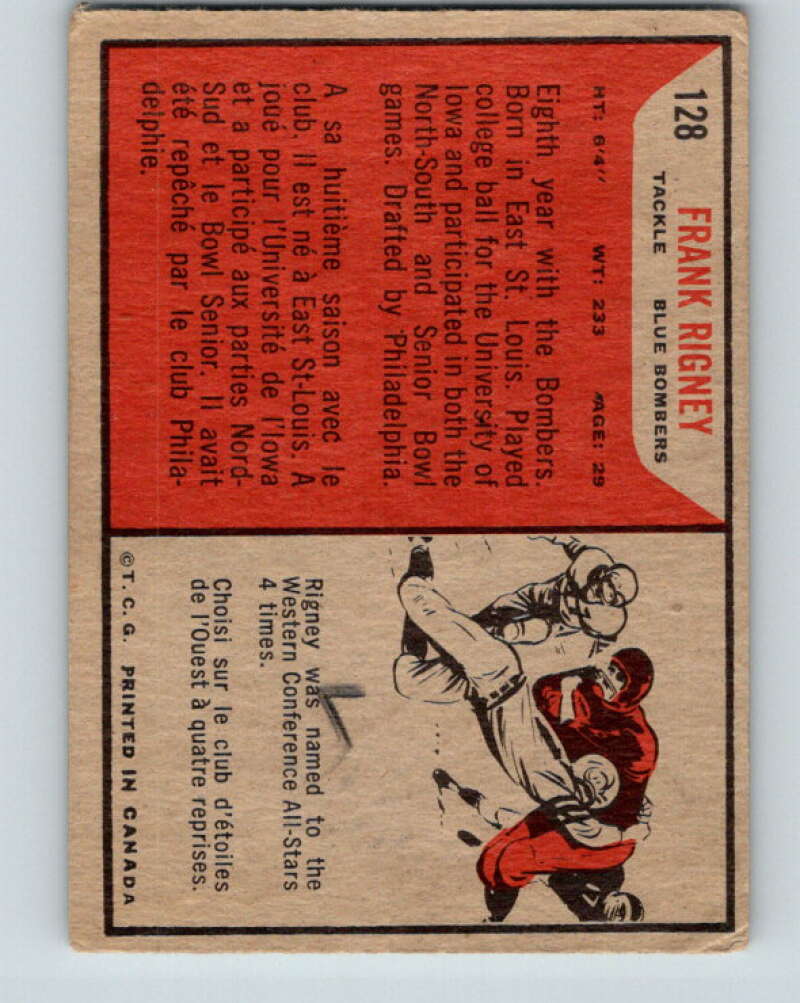 128
FRANK RIGNEY
TACKLE BLUE BOMBERS
HT: 6'4" WT: 233 AGE: 29
Eighth year with the Bombers.
Born in East St. Louis. Played
college ball for the University of
Iowa and participated in both the
North-South and Senior Bowl
games. Drafted by Philadelphia.
A sa huitième saison avec le
club. Il est né à East St-Louis. A
joué pour l'Université de l'Iowa
et a participé aux parties Nord-
Sud et le Bowl Senior. Il avait
été repêché par le club Phila-
delphie.
Rigney was named to the
Western Conference All-Stars
4 times.
Choisi sur le club d'étoiles
de l'Ouest à quatre reprises.
©T. C. G. PRINTED IN CANADA